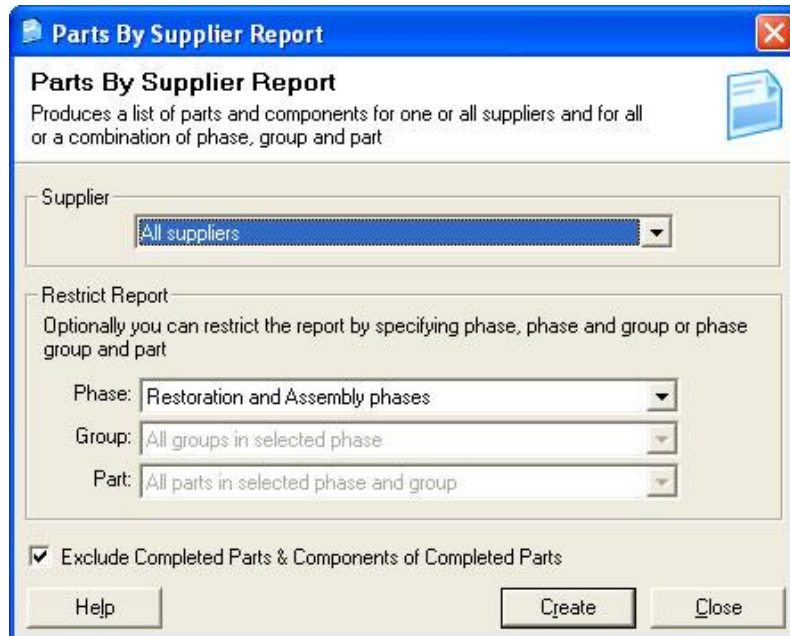 Parts By Supplier Report
Parts By Supplier Report
Produces a list of parts and components for one or all suppliers and for all
or a combination of phase, group and part
Supplier
All suppliers
Restrict Report
Optionally you can restrict the report by specifying phase, phase and group or phase
group and part
Phase: Restoration and Assembly phases
Group: All groups in selected phase
Part: All parts in selected phase and group
Exclude Completed Parts & Components of Completed Parts
Help Create Close